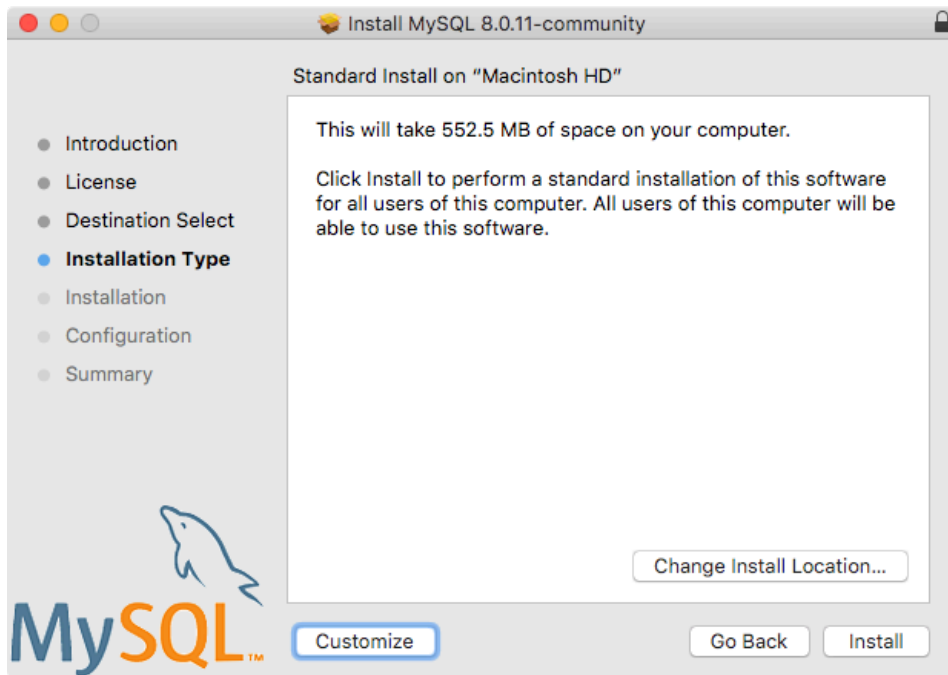 Install MySQL 8.0.11-community
Standard Install on “Macintosh HD”
Introduction
License
Destination Select
Installation Type
Installation
Configuration
Summary
This will take 552.5 MB of space on your computer.
Click Install to perform a standard installation of this software
for all users of this computer. All users of this computer will be
able to use this software.
Change Install Location...
MySQL™
Customize
Go Back
Install